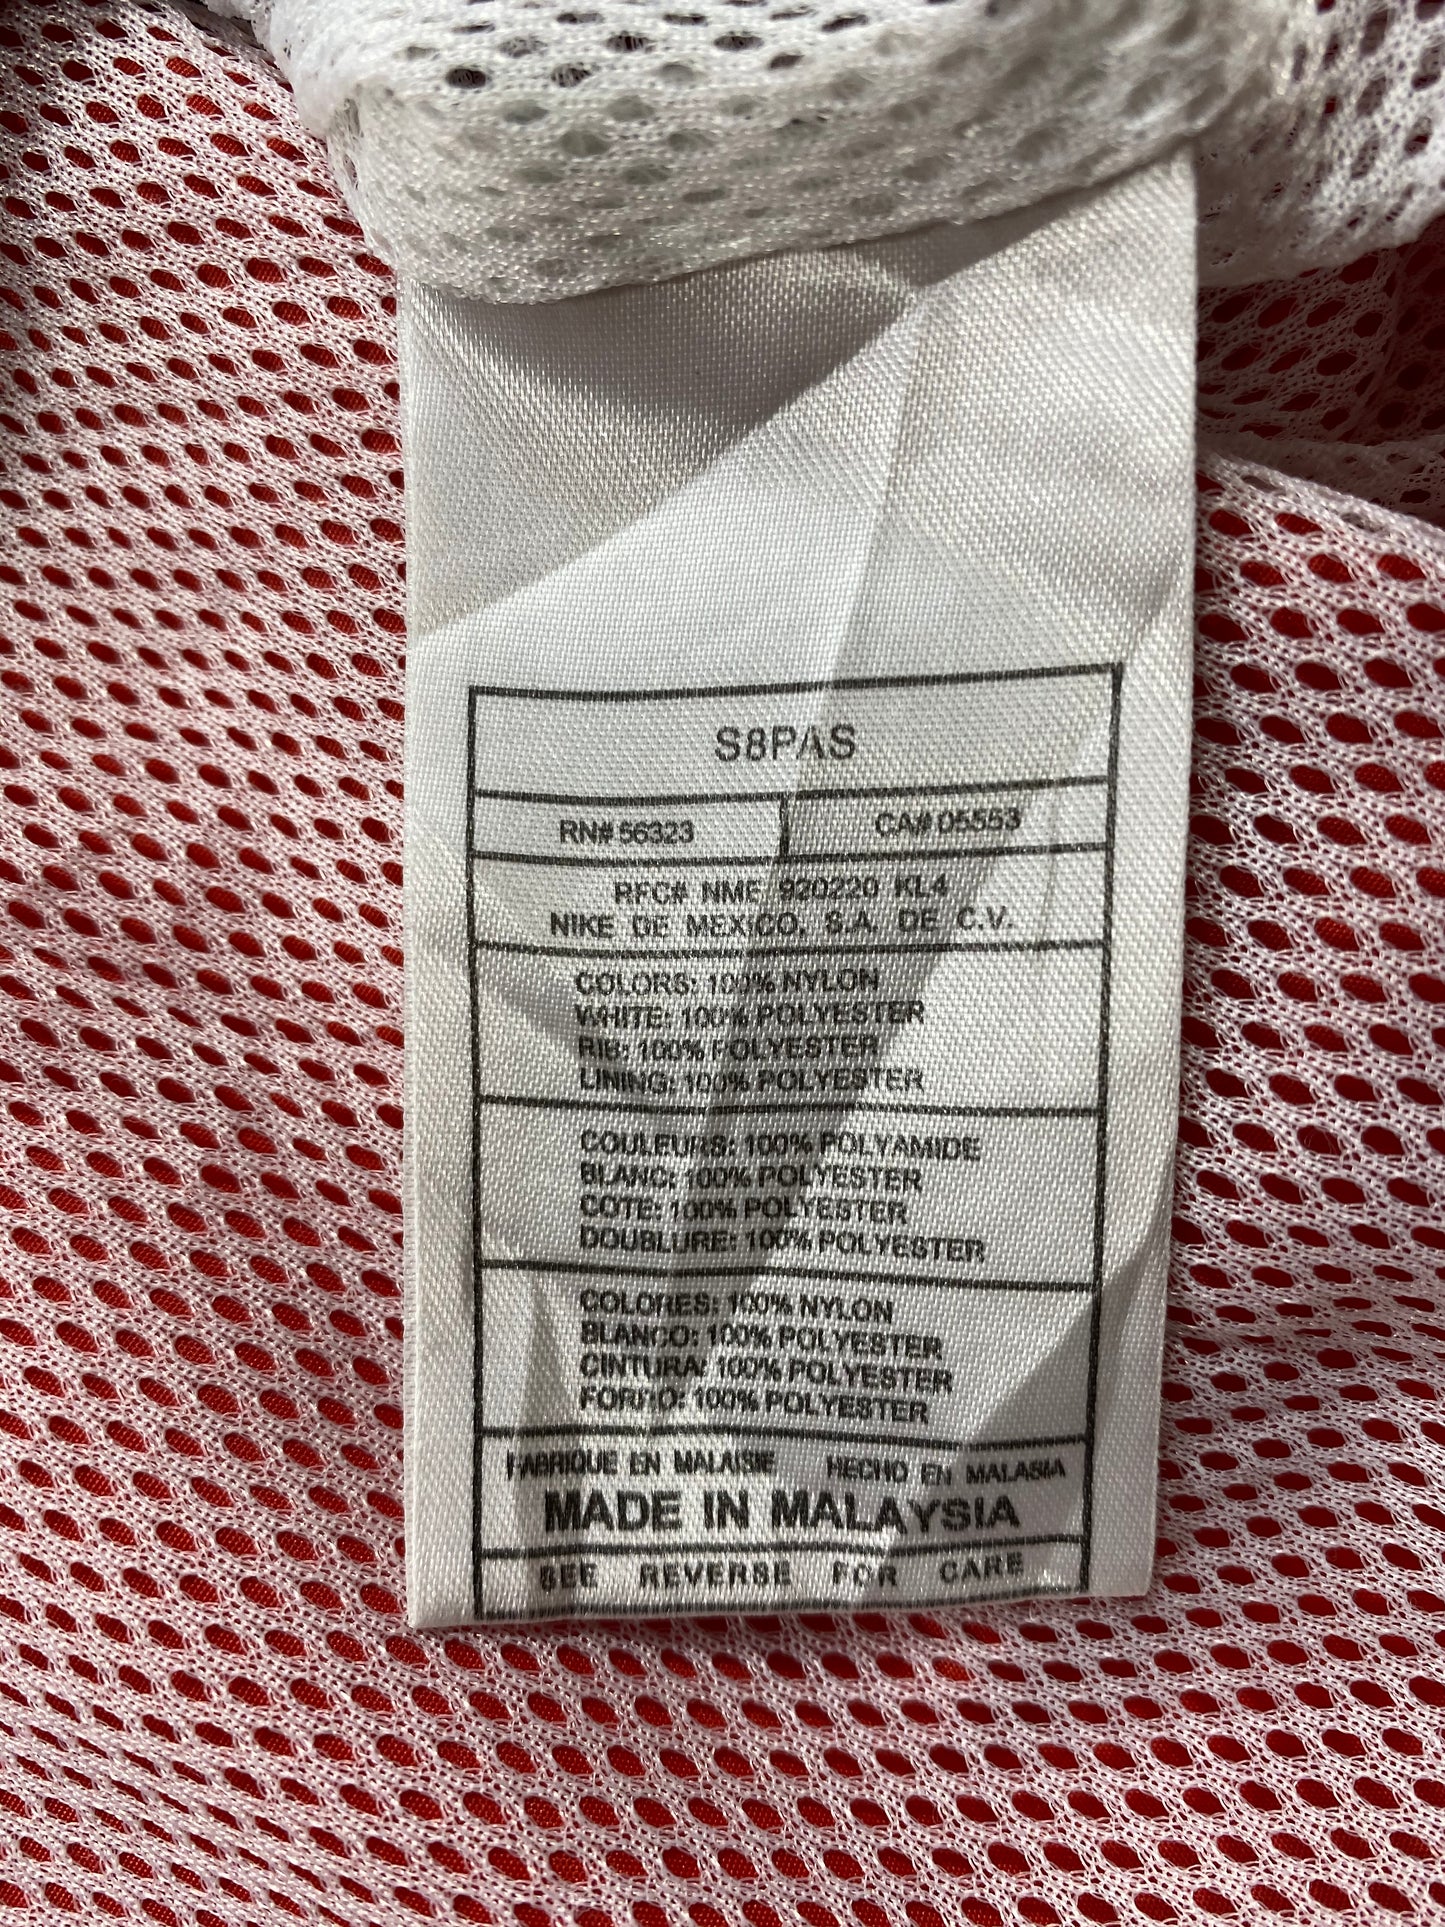 S8PAS
RN# 56323 CA# 05553
RFC# NME 920220 KL4
NIKE DE MEXICO, S.A. DE C.V.
COLORS: 100% NYLON
WHITE: 100% POLYESTER
RIB: 100% POLYESTER
LINING: 100% POLYESTER
COULEURS: 100% POLYAMIDE
BLANC: 100% POLYESTER
COTE: 100% POLYESTER
DOUBLURE: 100% POLYESTER
COLORES: 100% NYLON
BLANCO: 100% POLYESTER
CINTURA: 100% POLYESTER
FORRO: 100% POLYESTER
FABRIQUE EN MALAISIE HECHO EN MALASIA
MADE IN MALAYSIA
SEE REVERSE FOR CARE